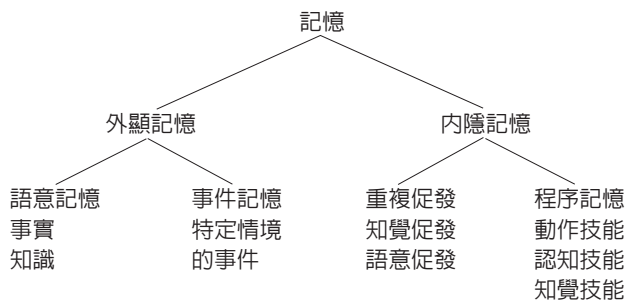 記憶
外顯記憶
內隱記憶
語意記憶
事實
知識
事件記憶
特定情境
的事件
重複促發
知覺促發
語意促發
程序記憶
動作技能
認知技能
知覺技能